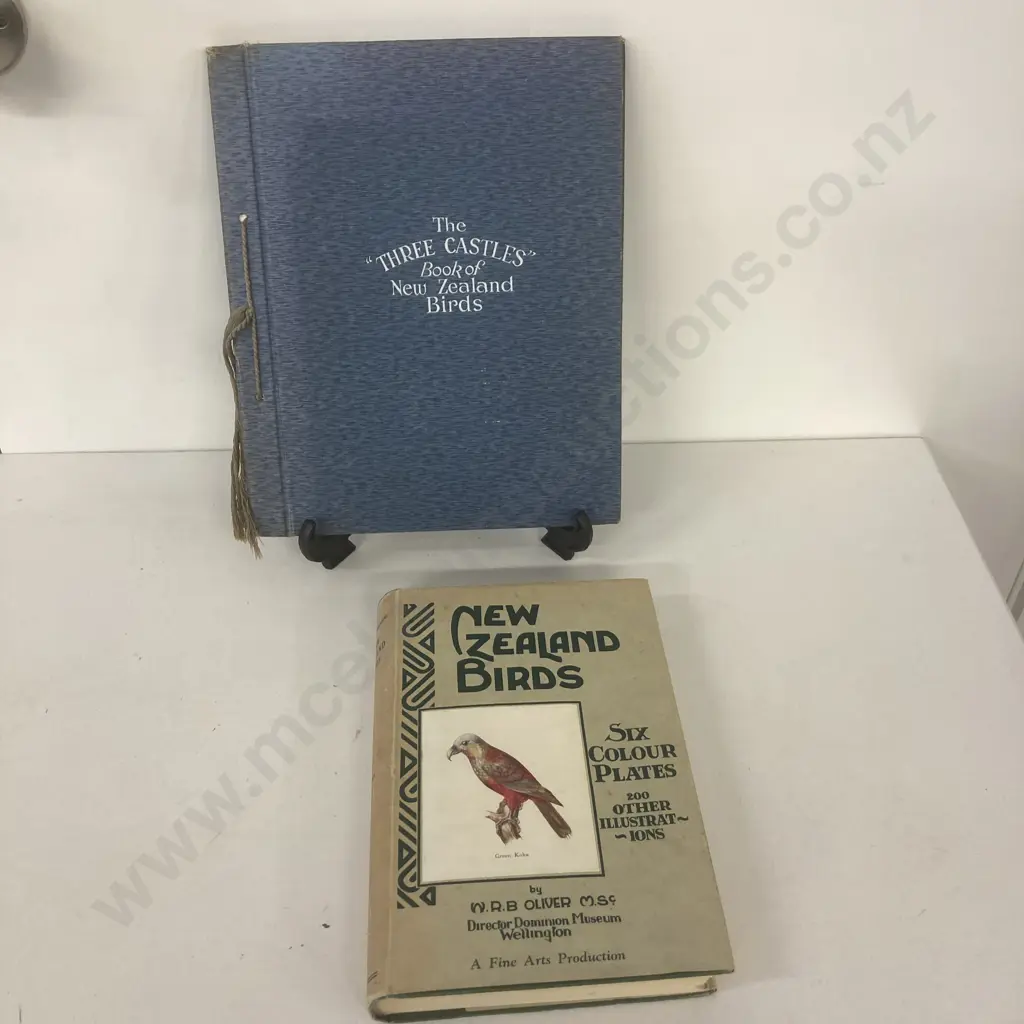 The
"THREE CASTLES"
Book of
New Zealand
Birds
NEW
ZEALAND
BIRDS
SIX
COLOUR
PLATES
200
OTHER
ILLUSTRAT~
~IONS
by
W.R.B OLIVER M.Sc
Director Dominion Museum
Wellington
A Fine Arts Production